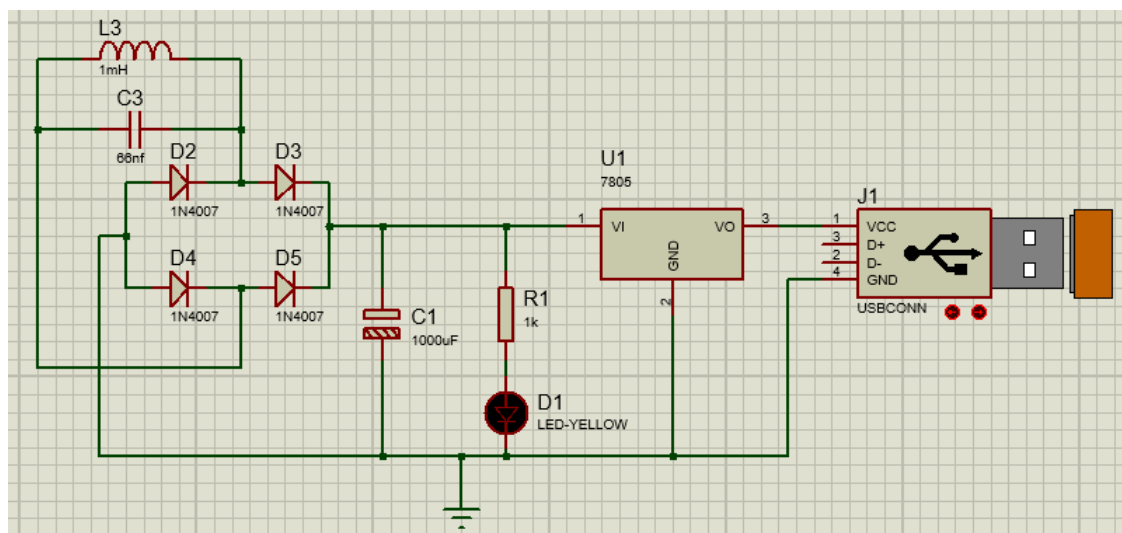 L3
1mH
C3
66nf
D2
1N4007
D3
1N4007
D4
1N4007
D5
1N4007
C1
1000uF
R1
1k
D1
LED-YELLOW
U1
7805
1
VI
VO
3
GND
2
J1
1
VCC
3
D+
2
D-
4
GND
USBCONN